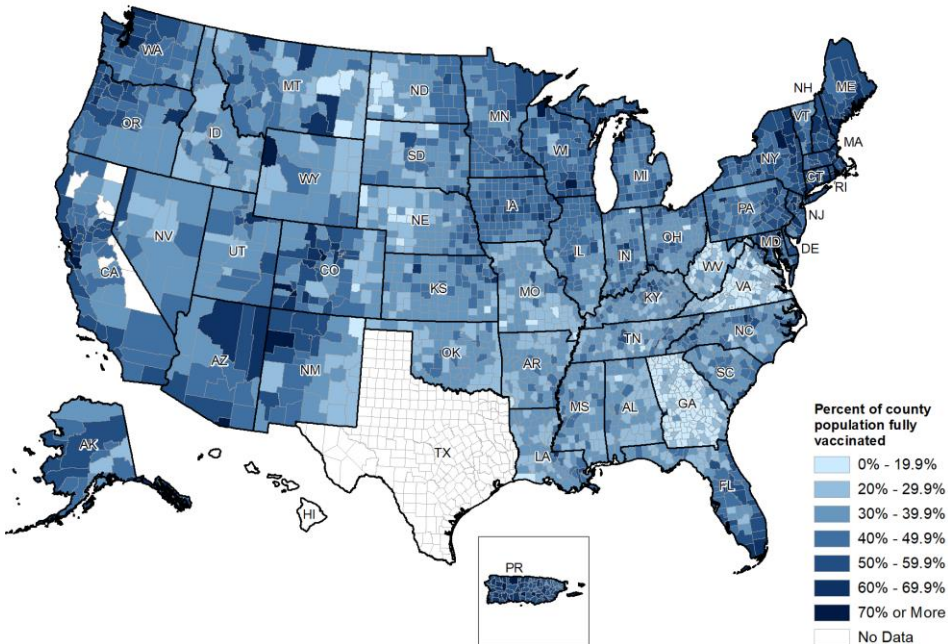 WA
MT
ND
MN
OR
ID
SD
WI
WY
MI
NH
ME
VT
MA
NY
CT
RI
NE
IA
PA
NJ
NV
UT
CO
IL
IN
OH
MD
DE
WV
CA
KS
MO
KY
VA
AZ
NM
OK
AR
TN
NC
SC
MS
AL
GA
TX
LA
FL
AK
HI
PR
Percent of county
population fully
vaccinated
0% - 19.9%
20% - 29.9%
30% - 39.9%
40% - 49.9%
50% - 59.9%
60% - 69.9%
70% or More
No Data